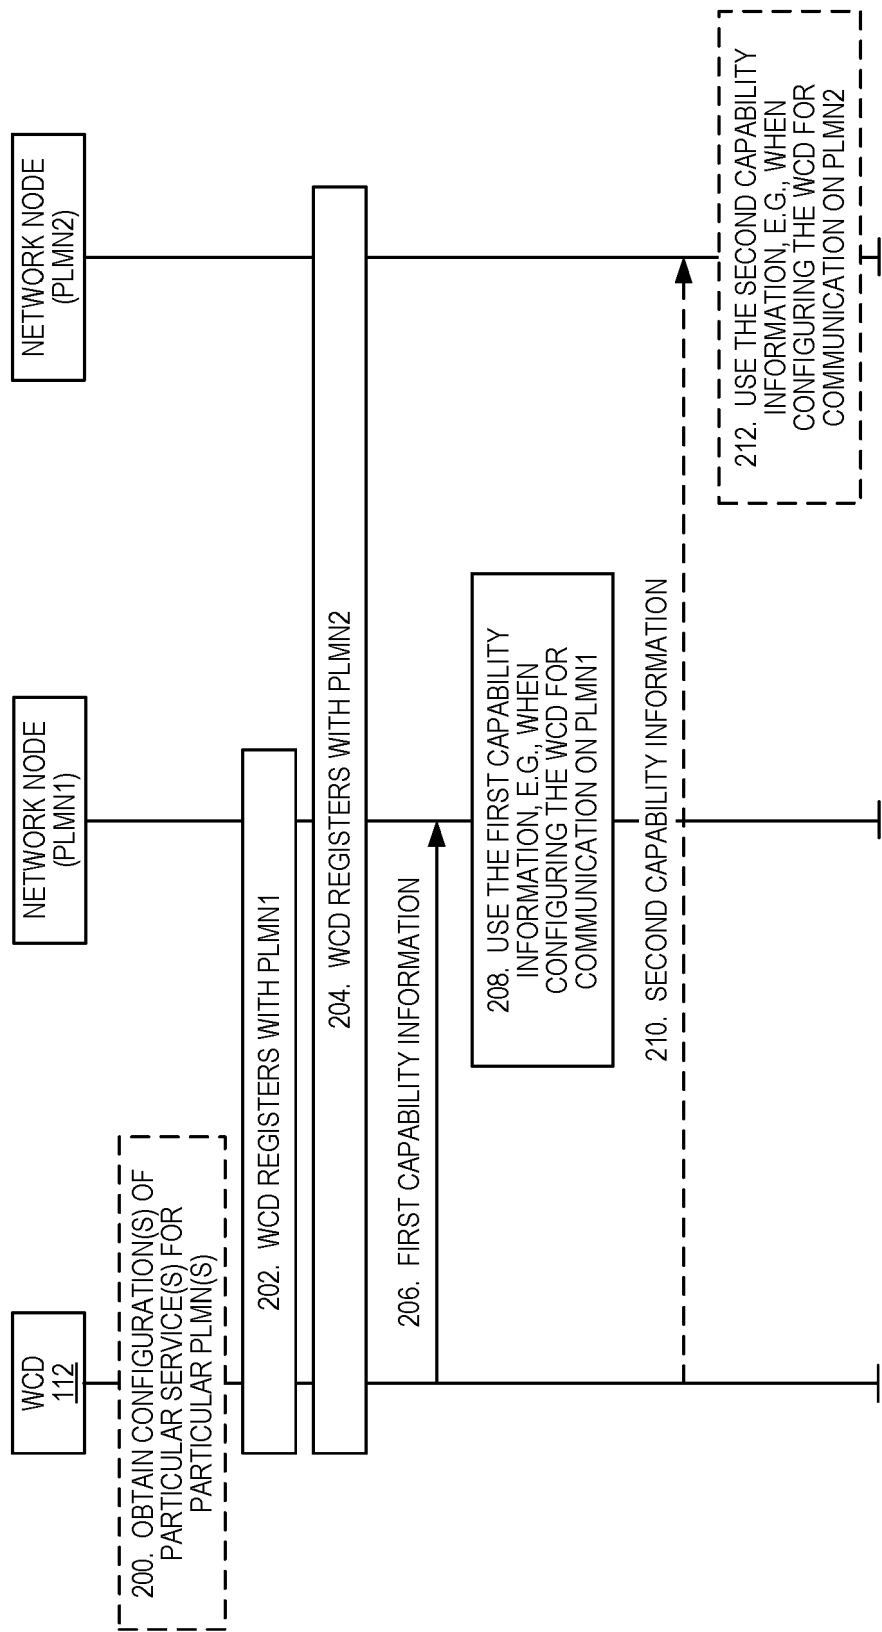 WCD
112
NETWORK NODE
(PLMN1)
NETWORK NODE
(PLMN2)
200. OBTAIN CONFIGURATION(S) OF
PARTICULAR SERVICE(S) FOR
PARTICULAR PLMN(S)
202. WCD REGISTERS WITH PLMN1
204. WCD REGISTERS WITH PLMN2
206. FIRST CAPABILITY INFORMATION
208. USE THE FIRST CAPABILITY
INFORMATION, E.G., WHEN
CONFIGURING THE WCD FOR
COMMUNICATION ON PLMN1
210. SECOND CAPABILITY INFORMATION
212. USE THE SECOND CAPABILITY
INFORMATION, E.G., WHEN
CONFIGURING THE WCD FOR
COMMUNICATION ON PLMN2